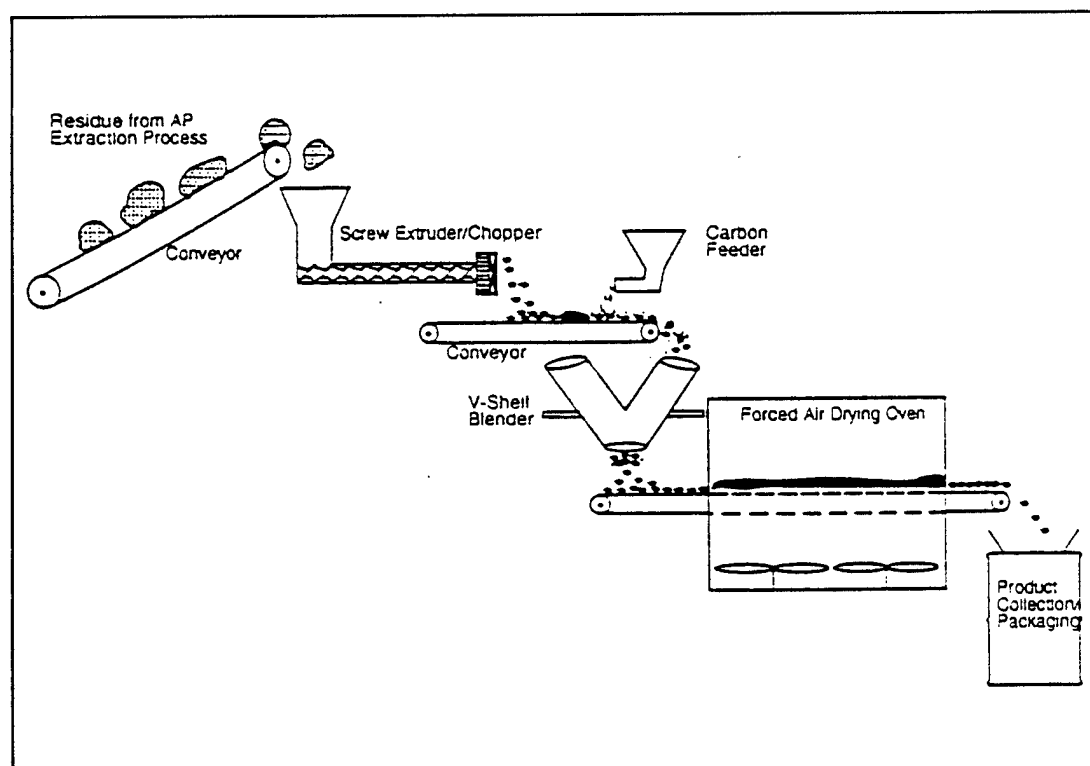 Residue from AP
Extraction Process
Conveyor
Screw Extruder/Chopper
Carbon
Feeder
Conveyor
V-Shell
Blender
Forced Air Drying Oven
Product
Collection/
Packaging